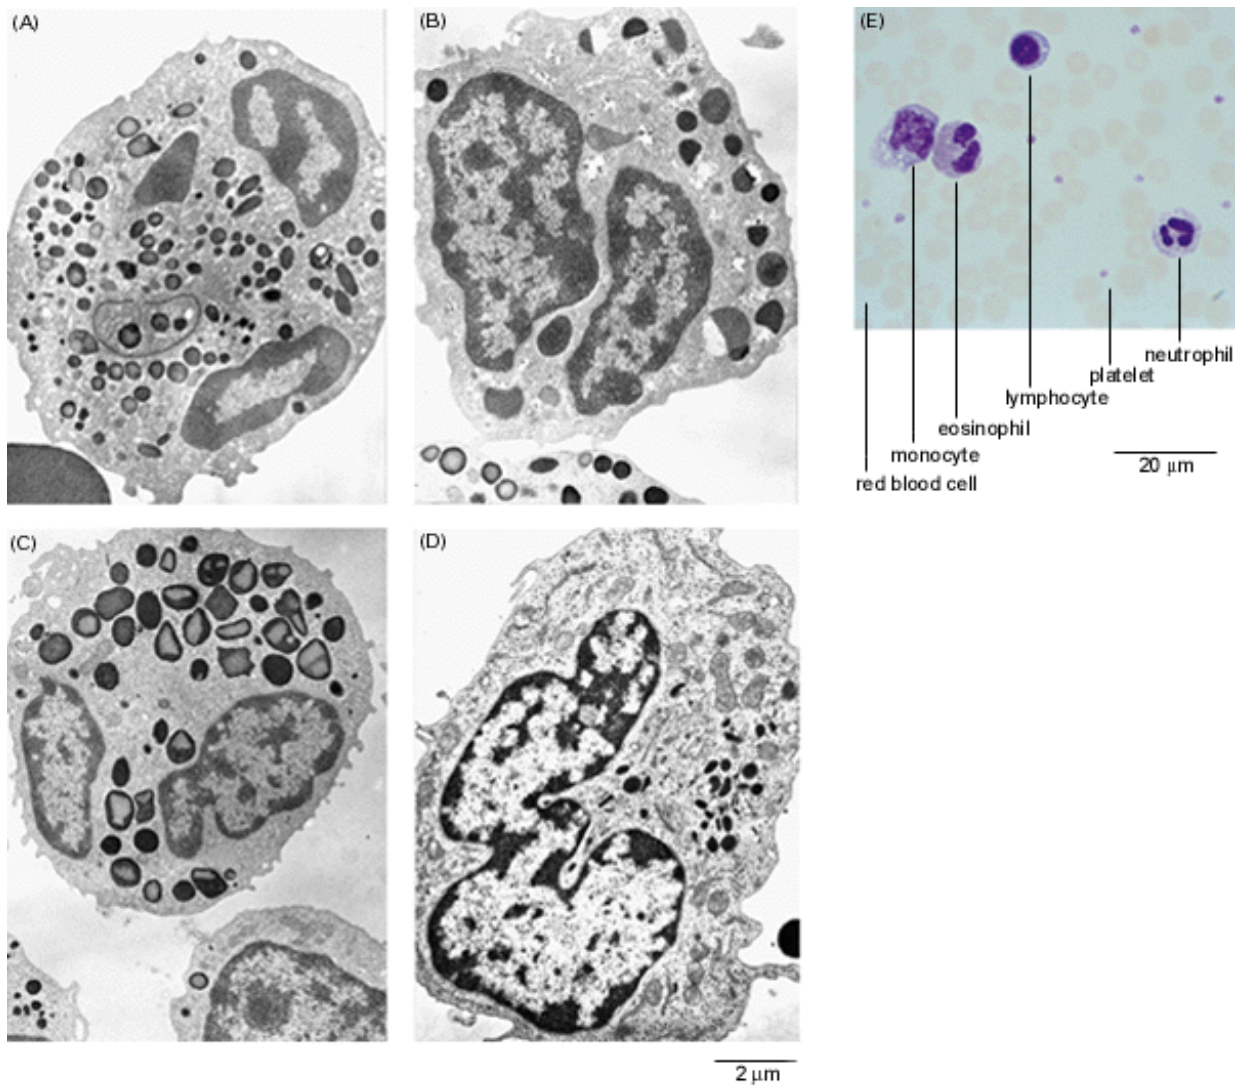 (A)
(B)
(E)
neutrophil
platelet
lymphocyte
eosinophil
monocyte
20 µm
red blood cell
(C)
(D)
2 µm